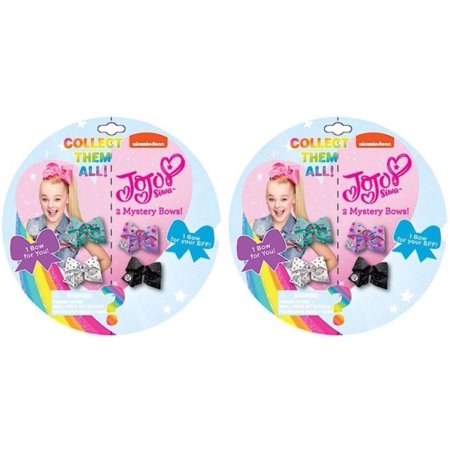 COLLECT
THEM
ALL!
nickelodeon
JoJo
Siwa
2 Mystery Bows!
1 Bow
for You!
1 Bow
for your BFF!
WARNING:
COLLECT
THEM
ALL!
nickelodeon
JoJo
Siwa
2 Mystery Bows!
1 Bow
for You!
1 Bow
for your BFF!
WARNING: